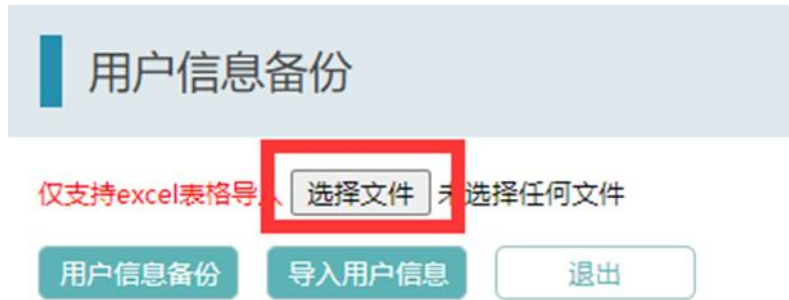 用户信息备份
仅支持excel表格导入 选择文件 未选择任何文件
用户信息备份 导入用户信息 退出